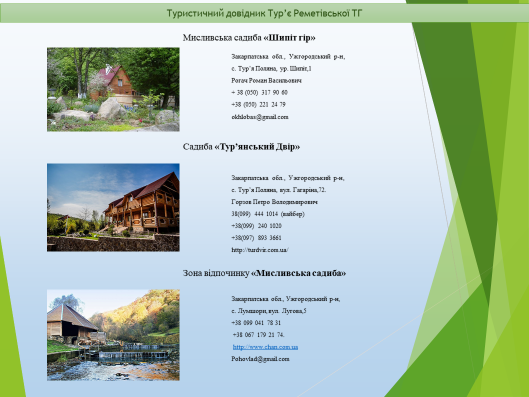 Туристичний довідник Тур’є Реметівської ТГ
Мисливська садиба «Шипіт гір»
Закарпатська обл., Ужгородський р-н,
с. Тур’я Поляна, ур. Шипіт,1
Рогач Роман Васильович
+ 38 (050) 317 90 60
+38 (050) 221 24 79
okhlobas@gmail.com
Садиба «Тур’янський Двір»
Закарпатська обл., Ужгородський р-н,
с. Тур’я Поляна, вул. Гагаріна,72.
Горзов Петро Володимирович
38(099) 444 1014 (вайбер)
+38(099) 240 1020
+38(097) 893 3661
http://turdvir.com.ua/
Зона відпочинку «Мисливська садиба»
Закарпатська обл., Ужгородський р-н,
с. Лумшори, вул. Лугова,5
+38 099 041 78 31
+38 067 179 21 74.
http://www.chan.com.ua
Pohovlad@gmail.com